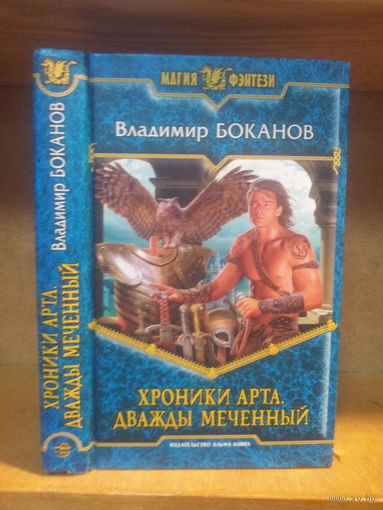 МАГИЯ ФЭНТЕЗИ
Владимир БОКАНОВ
ХРОНИКИ АРТА.
ДВАЖДЫ МЕЧЕННЫЙ
ИЗДАТЕЛЬСТВО АЛЬФА-КНИГА
Владимир БОКАНОВ
ХРОНИКИ АРТА.
ДВАЖДЫ МЕЧЕННЫЙ